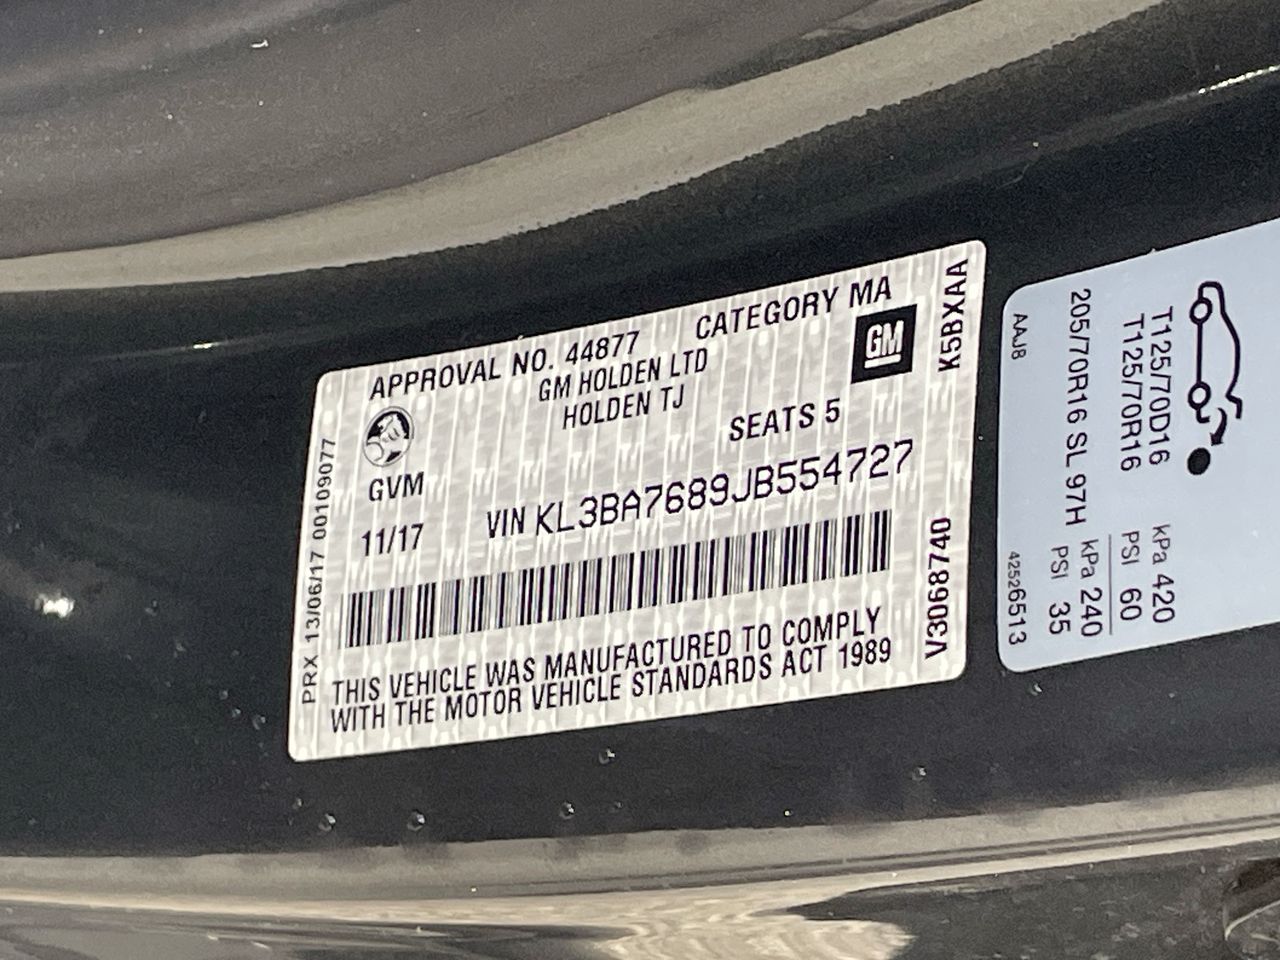 APPROVAL NO. 44877 CATEGORY MA
GM HOLDEN LTD
HOLDEN TJ
GM
SEATS 5
GVM
VIN KL3BA7689JB554727
11/17
THIS VEHICLE WAS MANUFACTURED TO COMPLY
WITH THE MOTOR VEHICLE STANDARDS ACT 1989
PRX 13/06/17 00109077
V3068740 K5BXAA
T125/70D16 kPa 420
T125/70R16 PSI 60
205/70R16 SL 97H kPa 240
PSI 35
AAJB 42526513